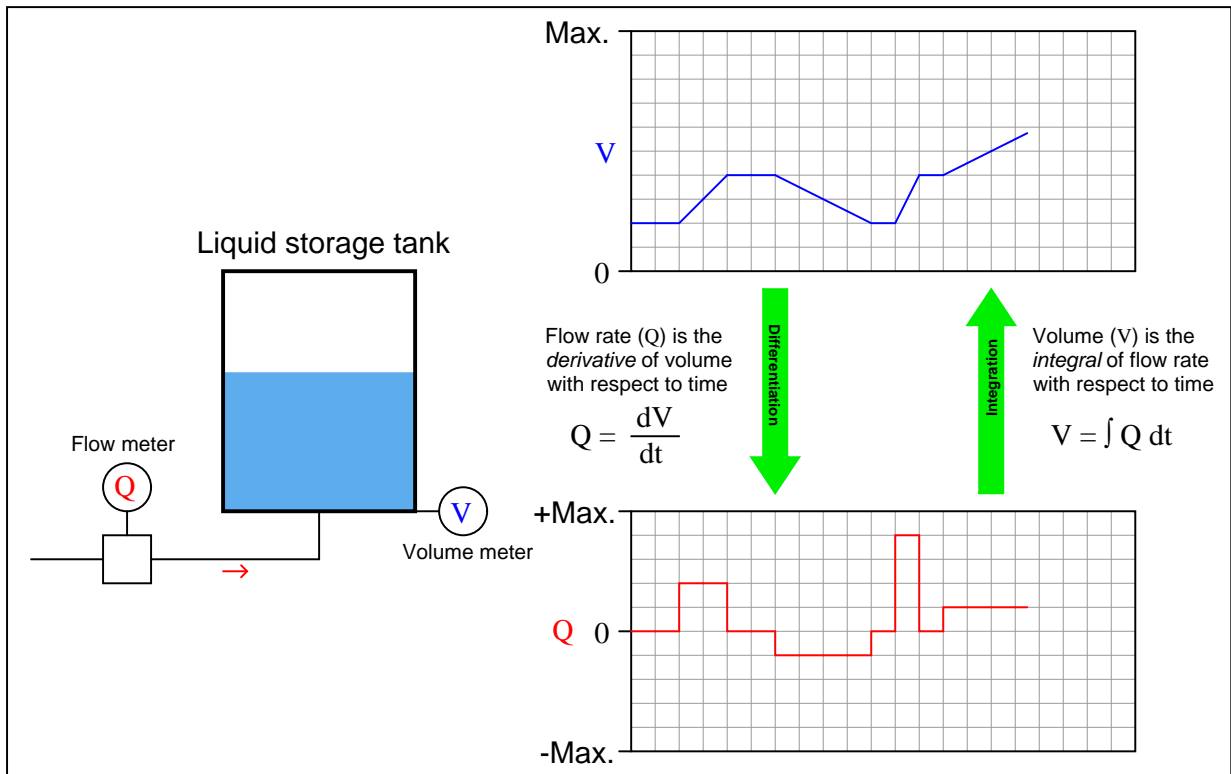 Max.
V
0
Liquid storage tank
Flow meter
Q
V
Volume meter
Flow rate (Q) is the
derivative of volume
with respect to time
Q = dV
dt
Differentiation
Integration
Volume (V) is the
integral of flow rate
with respect to time
V = ∫ Q dt
+Max.
Q 0
-Max.